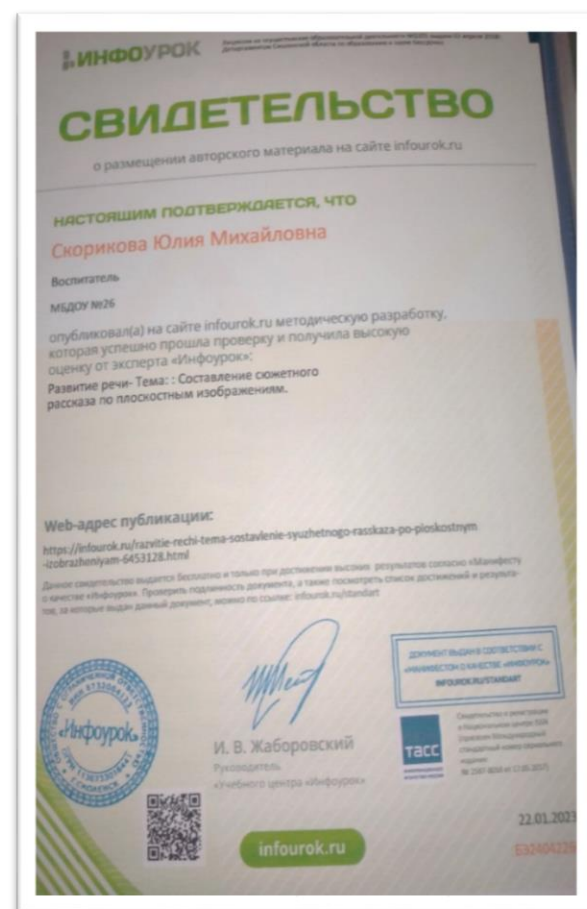 ИНФОУРОК
СВИДЕТЕЛЬСТВО
о размещении авторского материала на сайте infourok.ru
НАСТОЯЩИМ ПОДТВЕРЖДАЕТСЯ, ЧТО
Скорикова Юлия Михайловна
Воспитатель
МБДОУ №26
опубликовал(а) на сайте infourok.ru методическую разработку,
которая успешно прошла проверку и получила высокую
оценку от эксперта «Инфоурок»:
Развитие речи- Тема: : Составление сюжетного
рассказа по плоскостным изображениям.
Web-адрес публикации:
https://infourok.ru/razvitie-rechi-tema-sostavlenie-syuzhetnogo-rasskaza-po-ploskostnym
-izobrazheniyam-6453128.html
Данное свидетельство выдается бесплатно и только при достижении высоких результатов согласно «Манифесту
о качестве «Инфоурок». Проверить подлинность документа, а также посмотреть список достижений и результа-
тов, за которые выдан данный документ, можно по ссылке: infourok.ru/standart
ДОКУМЕНТ ВЫДАН В СООТВЕТСТВИИ С
«МАНИФЕСТОМ О КАЧЕСТВЕ «ИНФОУРОК»
INFOUROK.RU/STANDART
«Инфоурок»
И. В. Жаборовский
Руководитель
«Учебного центра «Инфоурок»
ТАСС
22.01.2023
infourok.ru